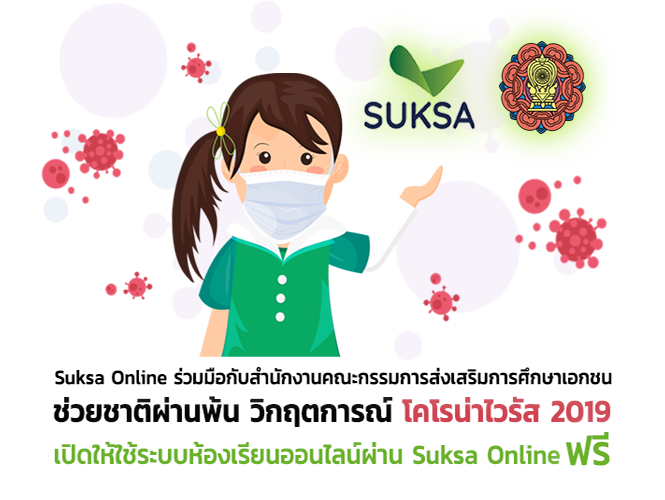 SUKSA
Suksa Online ร่วมมือกับสำนักงานคณะกรรมการส่งเสริมการศึกษาเอกชน
ช่วยชาติผ่านพ้น วิกฤตการณ์ โคโรน่าไวรัส 2019
เปิดให้ใช้ระบบห้องเรียนออนไลน์ผ่าน Suksa Online ฟรี